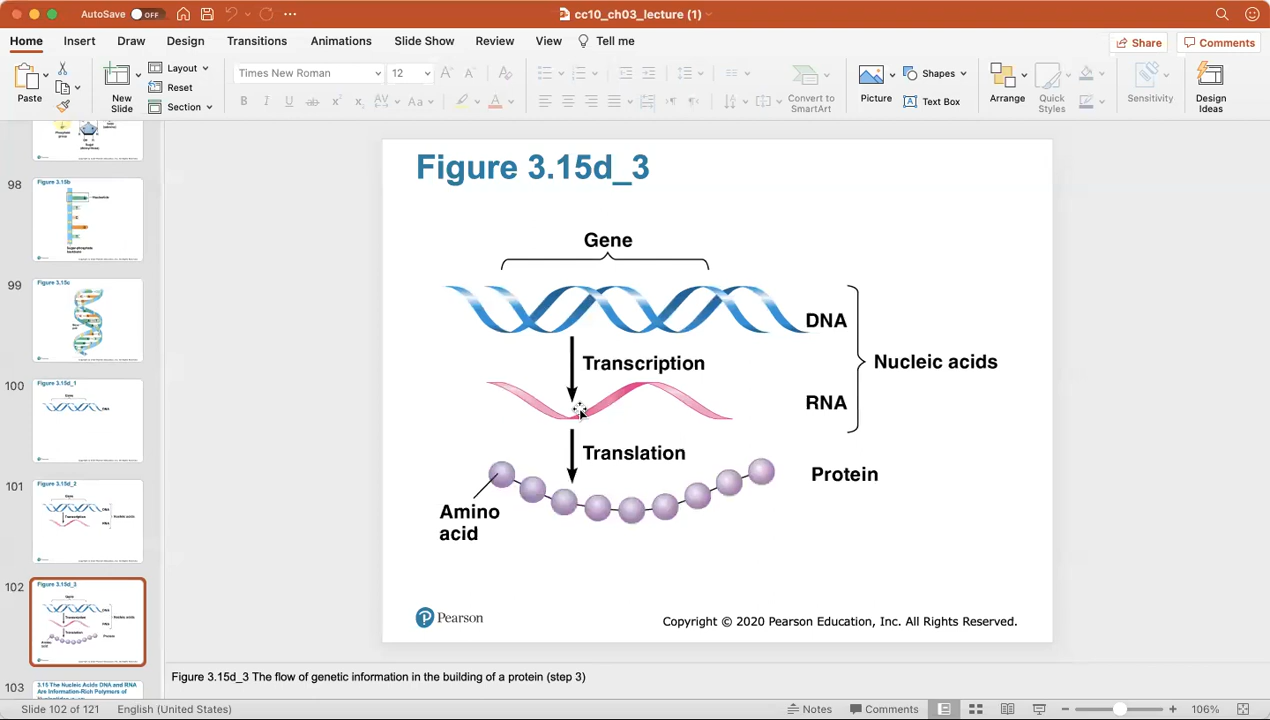 AutoSave OFF
cc10_ch03_lecture (1)
Home Insert Draw Design Transitions Animations Slide Show Review View Tell me
Share Comments
Paste
New
Slide
Layout
Reset
Section
Times New Roman 12
Convert to
SmartArt
Picture
Shapes
Text Box
Arrange
Quick
Styles
Sensitivity
Design
Ideas
98
Figure 3.15b
99
Figure 3.15c
100
Figure 3.15d_1
101
Figure 3.15d_2
102
Figure 3.15d_3
103
3.15 The Nucleic Acids DNA and RNA
Are Information-Rich Polymers of
Figure 3.15d_3
Gene
DNA
Transcription
Nucleic acids
RNA
Translation
Protein
Amino
acid
Pearson
Copyright © 2020 Pearson Education, Inc. All Rights Reserved.
Figure 3.15d_3 The flow of genetic information in the building of a protein (step 3)
Slide 102 of 121 English (United States) Notes Comments 106%